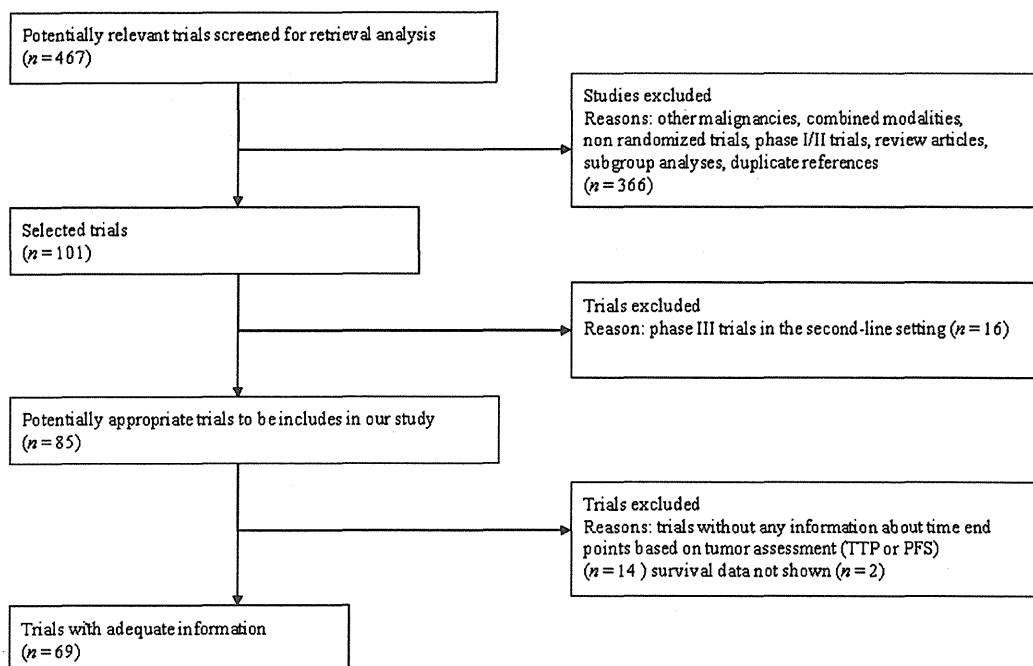 Potentially relevant trials screened for retrieval analysis
(n = 467)
Studies excluded
Reasons: other malignancies, combined modalities,
non randomized trials, phase I/II trials, review articles,
subgroup analyses, duplicate references
(n = 366)
Selected trials
(n = 101)
Trials excluded
Reason: phase III trials in the second-line setting (n = 16)
Potentially appropriate trials to be includes in our study
(n = 85)
Trials excluded
Reasons: trials without any information about time end
points based on tumor assessment (TTP or PFS)
(n = 14 ) survival data not shown (n = 2)
Trials with adequate information
(n = 69)